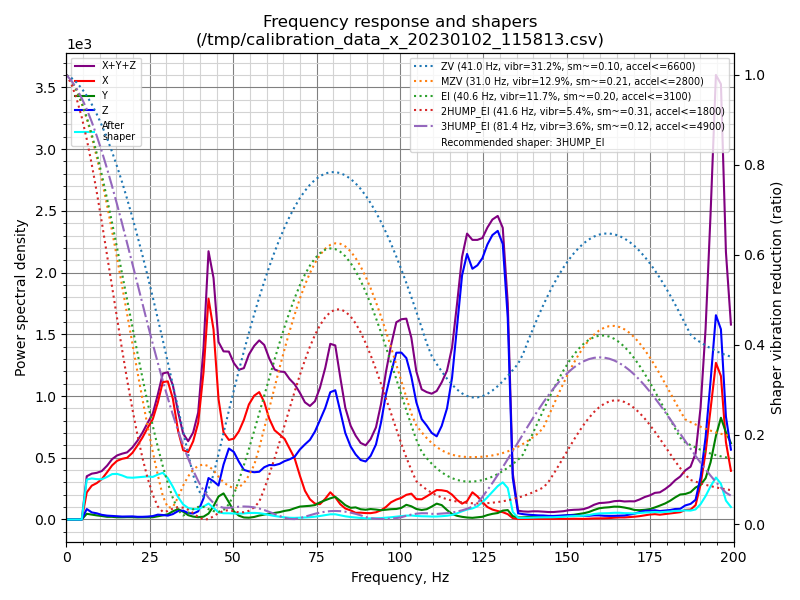 Frequency response and shapers
(/tmp/calibration_data_x_20230102_115813.csv)
1e3
X+Y+Z
X
Y
Z
After
shaper
ZV (41.0 Hz, vibr=31.2%, sm~=0.10, accel<=6600)
MZV (31.0 Hz, vibr=12.9%, sm~=0.21, accel<=2800)
EI (40.6 Hz, vibr=11.7%, sm~=0.20, accel<=3100)
2HUMP_EI (41.6 Hz, vibr=5.4%, sm~=0.31, accel<=1800)
3HUMP_EI (81.4 Hz, vibr=3.6%, sm~=0.12, accel<=4900)
Recommended shaper: 3HUMP_EI
Power spectral density
3.5
3.0
2.5
2.0
1.5
1.0
0.5
0.0
1.0
0.8
0.6
0.4
0.2
0.0
Shaper vibration reduction (ratio)
0 25 50 75 100 125 150 175 200
Frequency, Hz